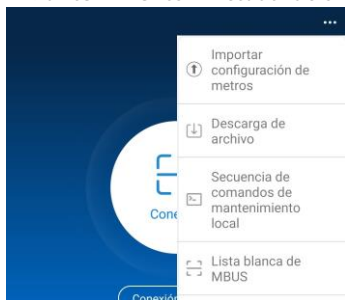 Importar
configuración de
metros
Descarga de
archivo
Secuencia de
comandos de
mantenimiento
local
Cone
Lista blanca de
MBUS
Conexión